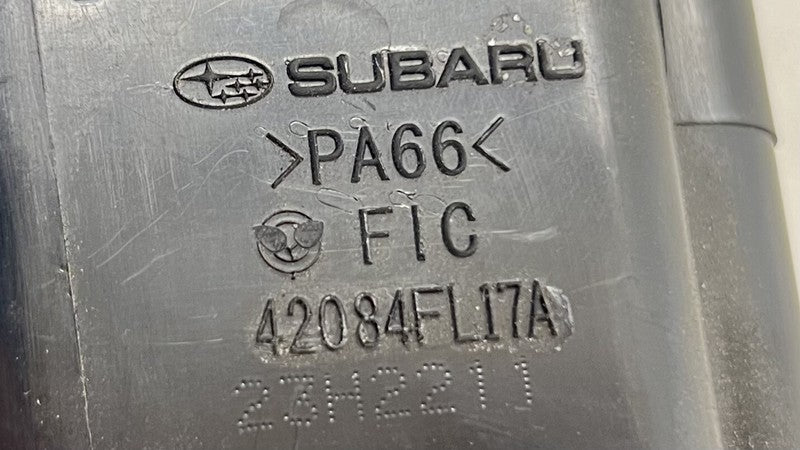 SUBARU
>PA66<
FIC
42084FL17A
23H2211